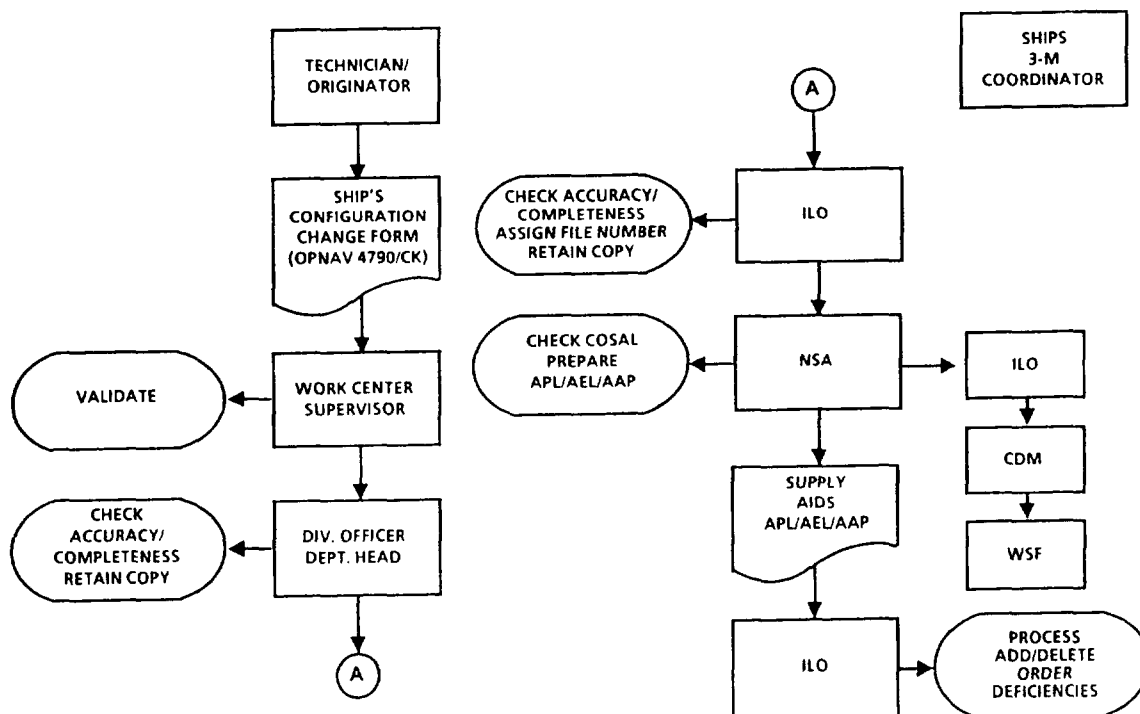 TECHNICIAN/
ORIGINATOR
SHIP'S
CONFIGURATION
CHANGE FORM
(OPNAV 4790/CK)
VALIDATE
WORK CENTER
SUPERVISOR
CHECK
ACCURACY/
COMPLETENESS
RETAIN COPY
DIV. OFFICER
DEPT. HEAD
A
A
SHIPS
3-M
COORDINATOR
CHECK ACCURACY/
COMPLETENESS
ASSIGN FILE NUMBER
RETAIN COPY
ILO
CHECK COSAL
PREPARE
APL/AEL/AAP
NSA
ILO
CDM
WSF
SUPPLY
AIDS
APL/AEL/AAP
ILO
PROCESS
ADD/DELETE
ORDER
DEFICIENCIES